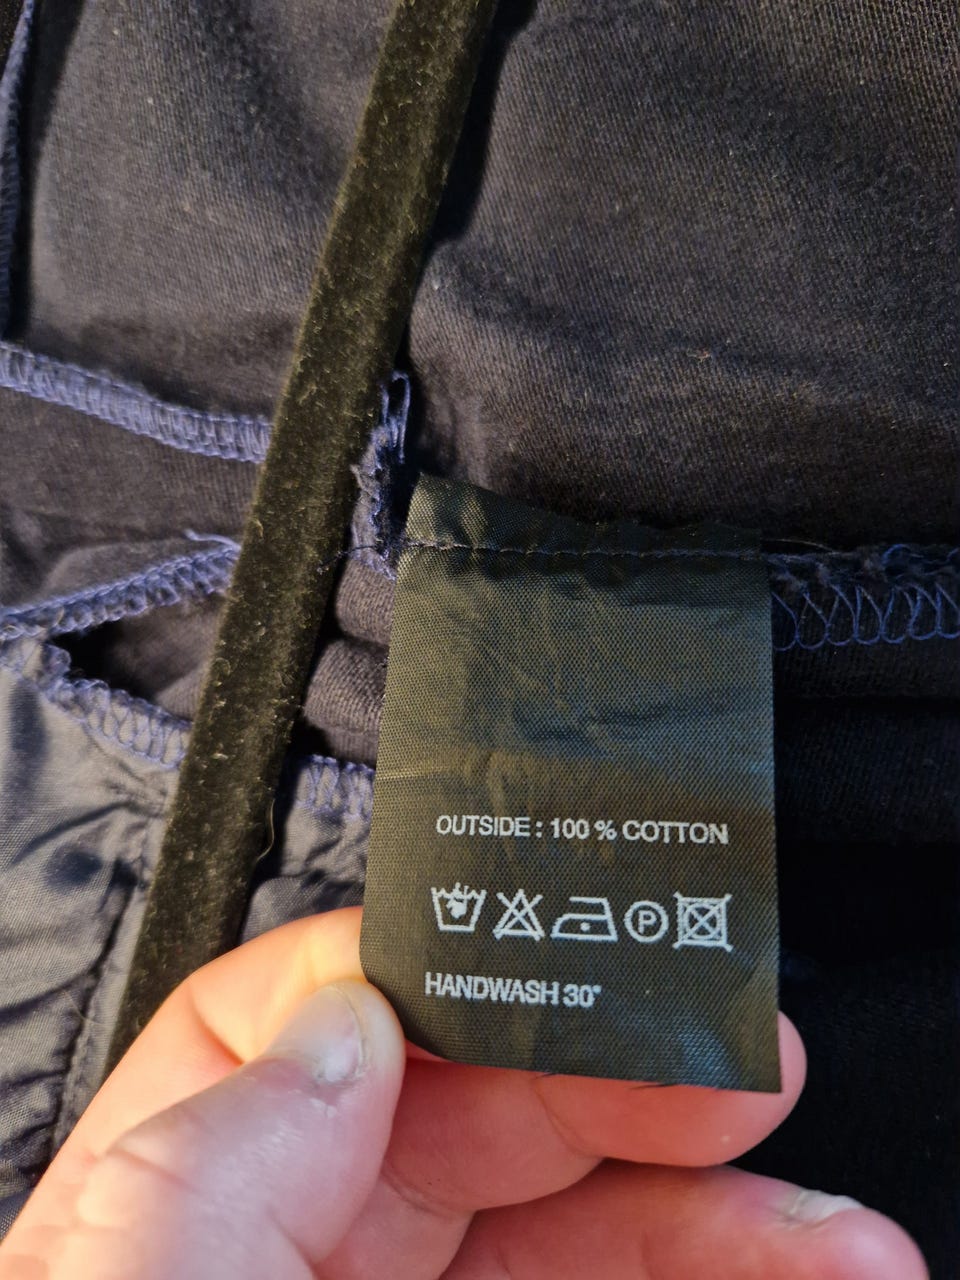 OUTSIDE : 100 % COTTON
P
HANDWASH 30°